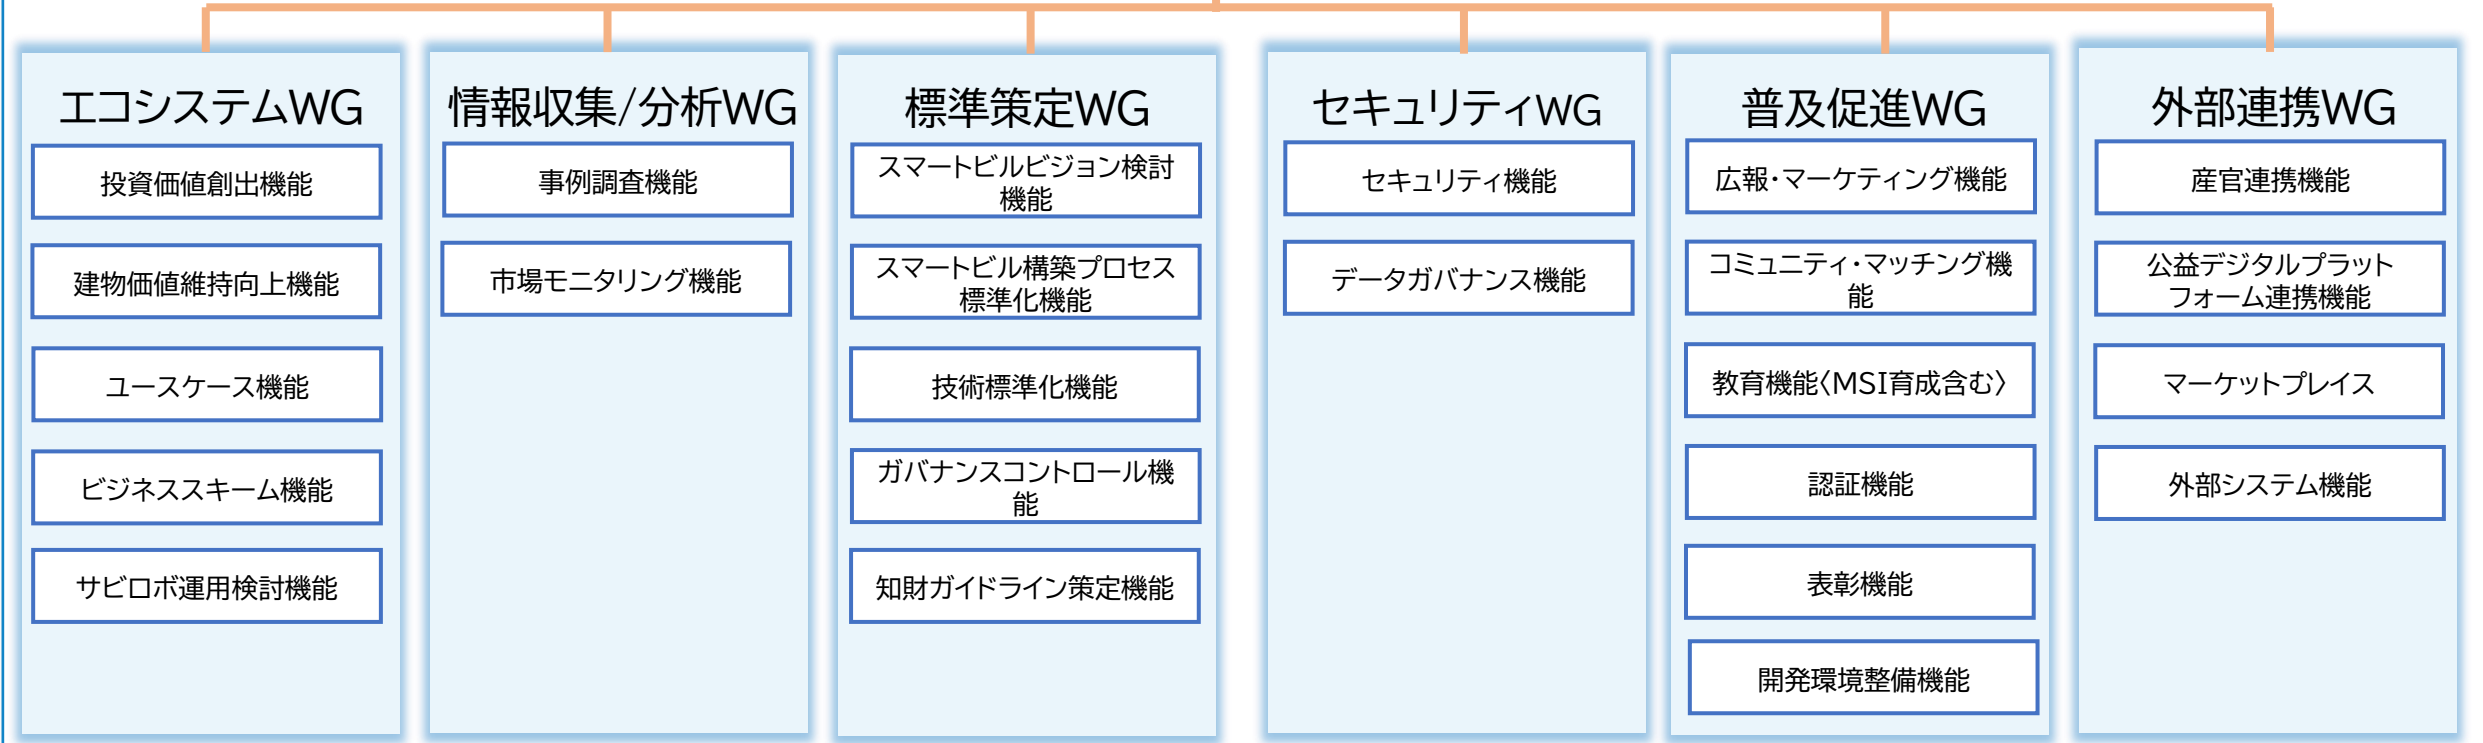 エコシステムWG
投資価値創出機能
建物価値維持向上機能
ユースケース機能
ビジネススキーム機能
サビロボ運用検討機能
情報収集/分析WG
事例調査機能
市場モニタリング機能
標準策定WG
スマートビルビジョン検討
機能
スマートビル構築プロセス
標準化機能
技術標準化機能
ガバナンスコントロール機
能
知財ガイドライン策定機能
セキュリティWG
セキュリティ機能
データガバナンス機能
普及促進WG
広報・マーケティング機能
コミュニティ・マッチング機
能
教育機能〈MSI育成含む〉
認証機能
表彰機能
開発環境整備機能
外部連携WG
産官連携機能
公益デジタルプラット
フォーム連携機能
マーケットプレイス
外部システム機能